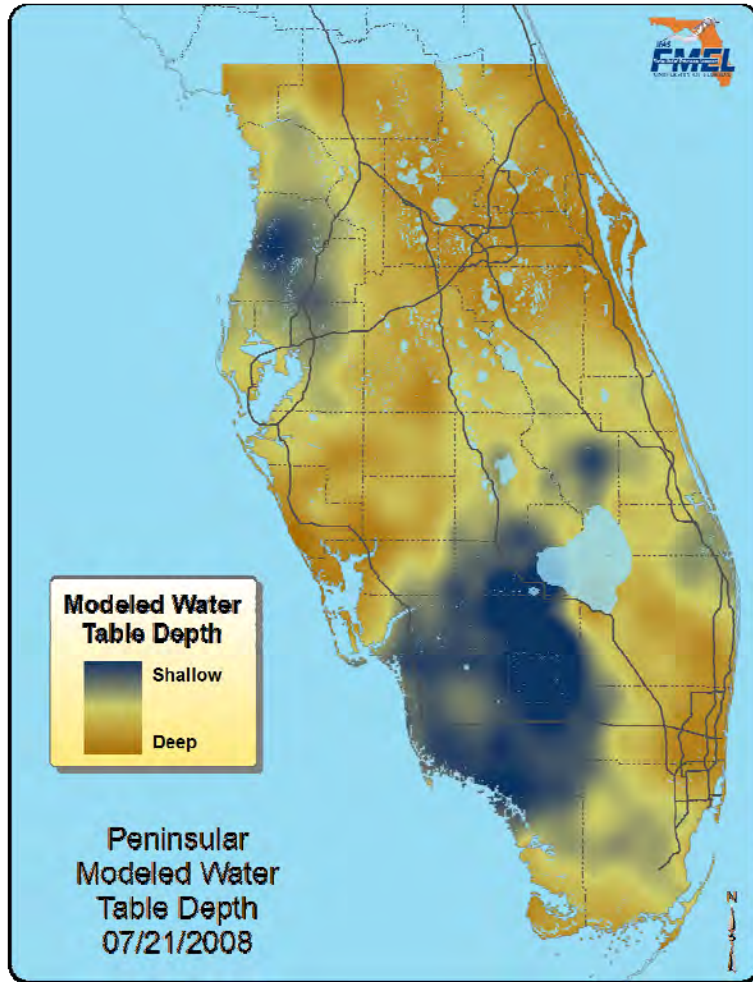 FMEL
Modeled Water
Table Depth
Shallow
Deep
Peninsular
Modeled Water
Table Depth
07/21/2008
N